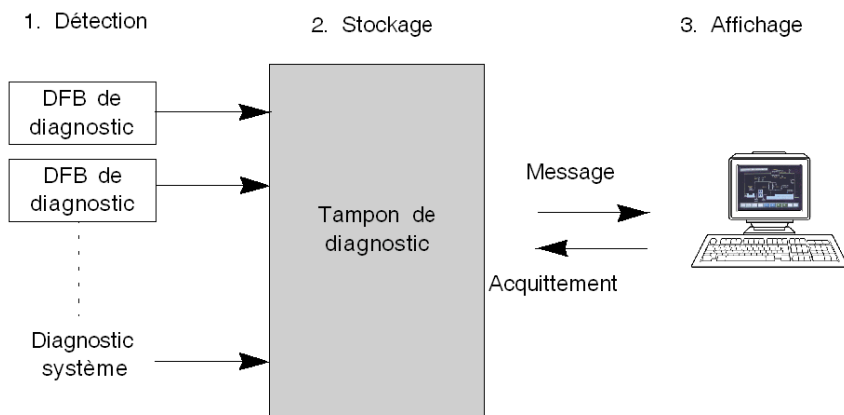 1. Détection
2. Stockage
3. Affichage
DFB de
diagnostic
DFB de
diagnostic
Diagnostic
système
Tampon de
diagnostic
Message
Acquittement